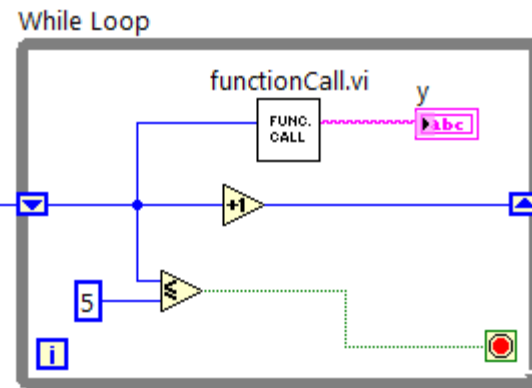 While Loop
functionCall.vi
FUNC.
CALL
y
abc
+1
5
≤
i